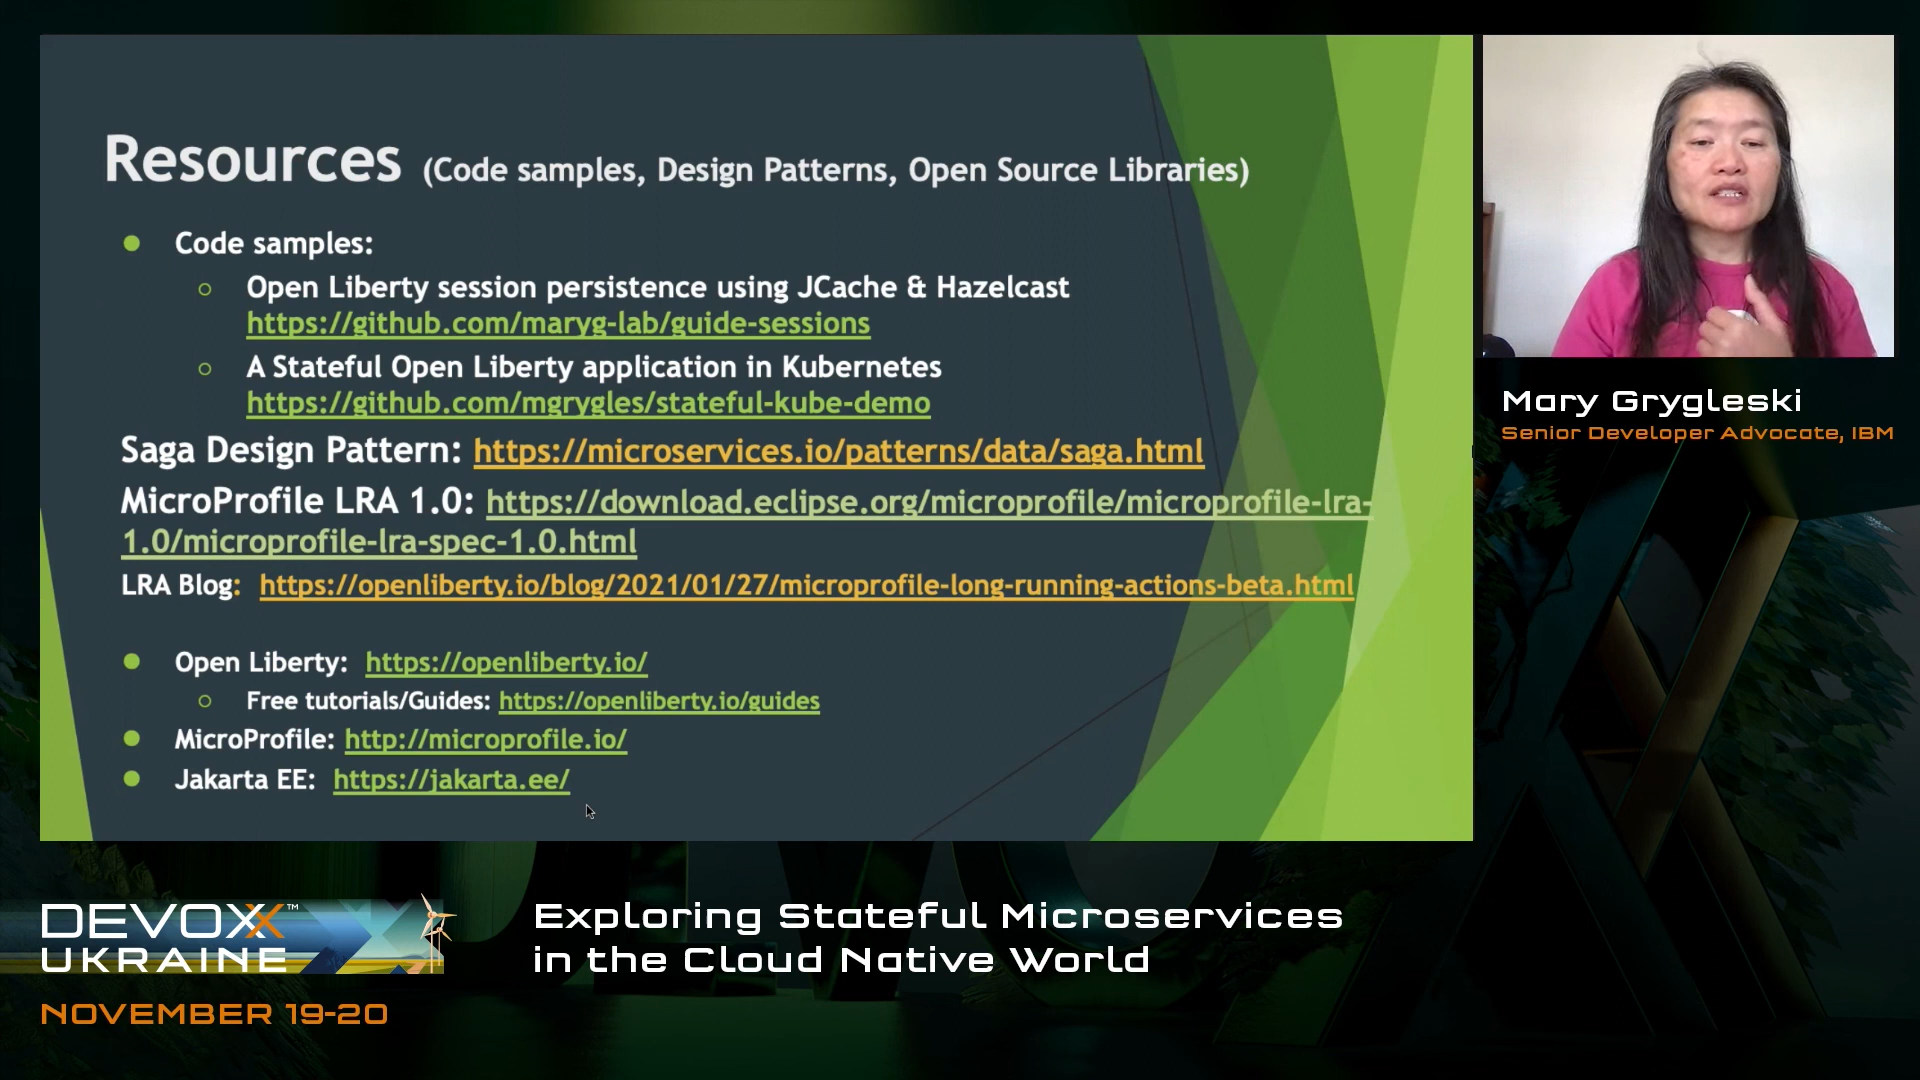 Resources (Code samples, Design Patterns, Open Source Libraries)
Code samples:
Open Liberty session persistence using JCache & Hazelcast
https://github.com/maryg-lab/guide-sessions
A Stateful Open Liberty application in Kubernetes
https://github.com/mgrygles/stateful-kube-demo
Saga Design Pattern: https://microservices.io/patterns/data/saga.html
MicroProfile LRA 1.0: https://download.eclipse.org/microprofile/microprofile-lra-
1.0/microprofile-lra-spec-1.0.html
LRA Blog: https://openliberty.io/blog/2021/01/27/microprofile-long-running-actions-beta.html
Open Liberty: https://openliberty.io/
Free tutorials/Guides: https://openliberty.io/guides
MicroProfile: http://microprofile.io/
Jakarta EE: https://jakarta.ee/
Mary Grygleski
Senior Developer Advocate, IBM
DEVOXX™
UKRAINE
NOVEMBER 19-20
Exploring Stateful Microservices
in the Cloud Native World